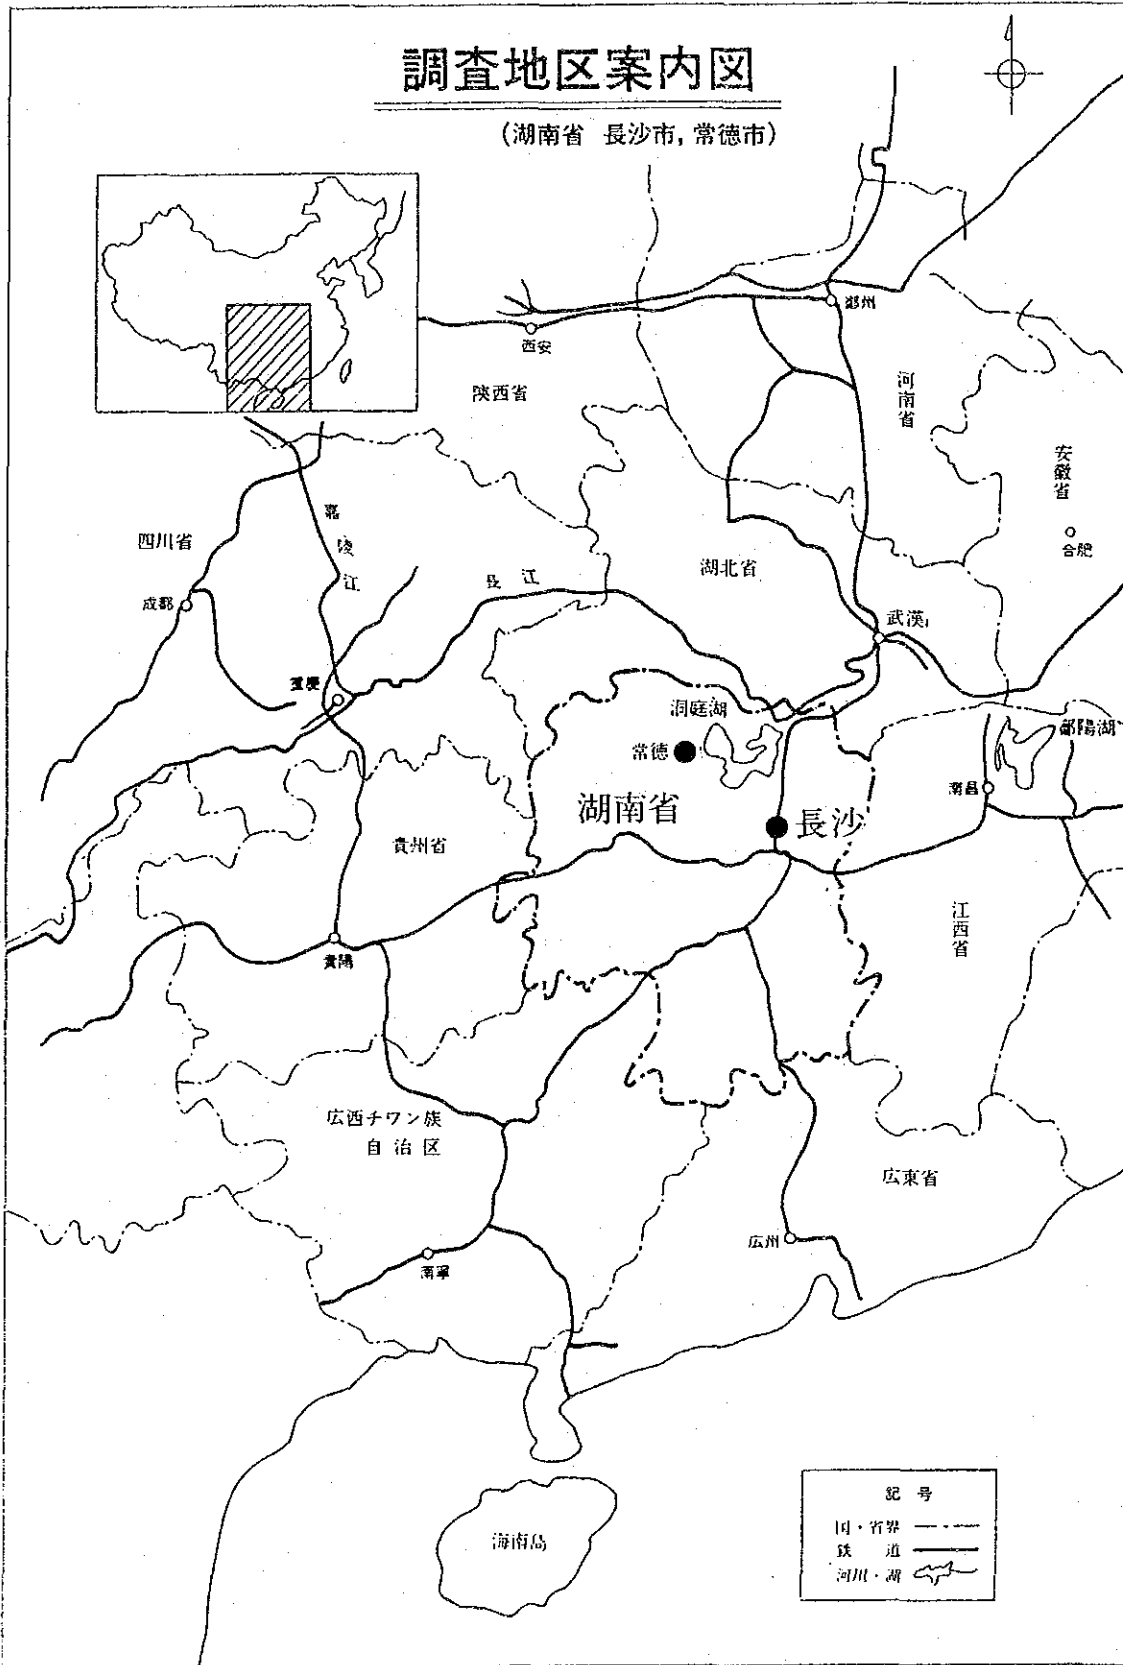 調査地区案内図
(湖南省 長沙市, 常徳市)
鄭州
西安
陝西省
河南省
安徽省
合肥
四川省
嘉陵江
長江
湖北省
成都
武漢
重慶
洞庭湖
鄱陽湖
常徳
南昌
湖南省
長沙
貴州省
江西省
貴陽
広西チワン族
自治区
広東省
広州
南寧
海南島
記号
国・省界
鉄道
河川・湖